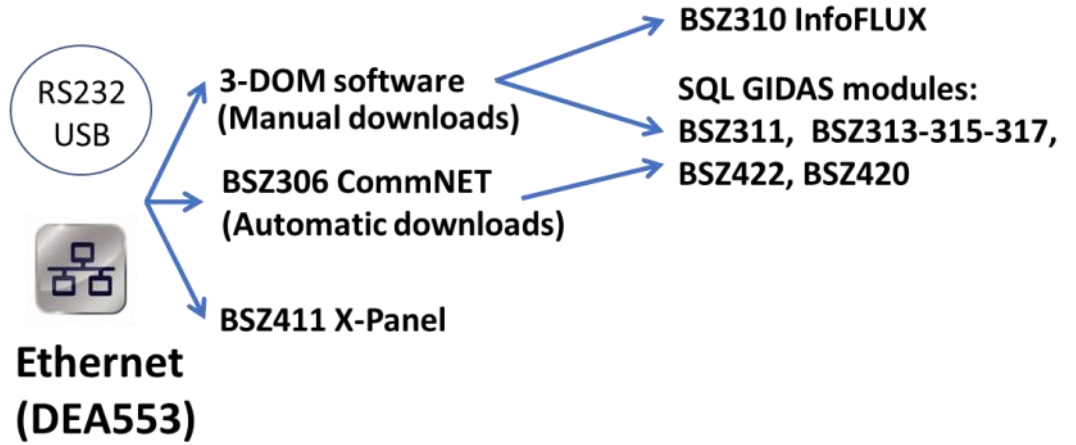 RS232
USB
Ethernet
(DEA553)
3-DOM software
(Manual downloads)
BSZ306 CommNET
(Automatic downloads)
BSZ411 X-Panel
BSZ310 InfoFLUX
SQL GIDAS modules:
BSZ311, BSZ313-315-317,
BSZ422, BSZ420